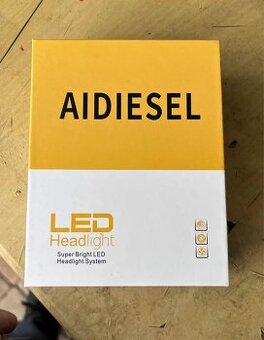 AIDIESEL
LED
Headlight
Super Bright LED
Headlight System